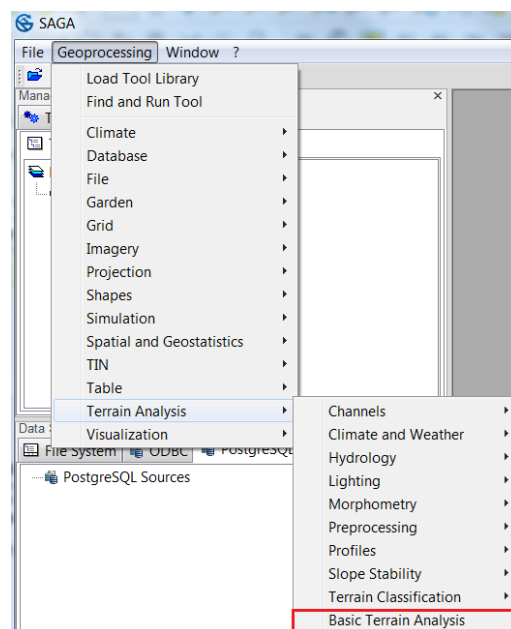 SAGA
File Geoprocessing Window ?
Load Tool Library
Find and Run Tool
Mana
×
T
Climate
Database
File
Garden
Grid
Imagery
Projection
Shapes
Simulation
Spatial and Geostatistics
TIN
Table
Terrain Analysis
Visualization
Channels
Climate and Weather
Hydrology
Lighting
Morphometry
Preprocessing
Profiles
Slope Stability
Terrain Classification
Basic Terrain Analysis
Data S
File System ODBC PostgreSQL
PostgreSQL Sources